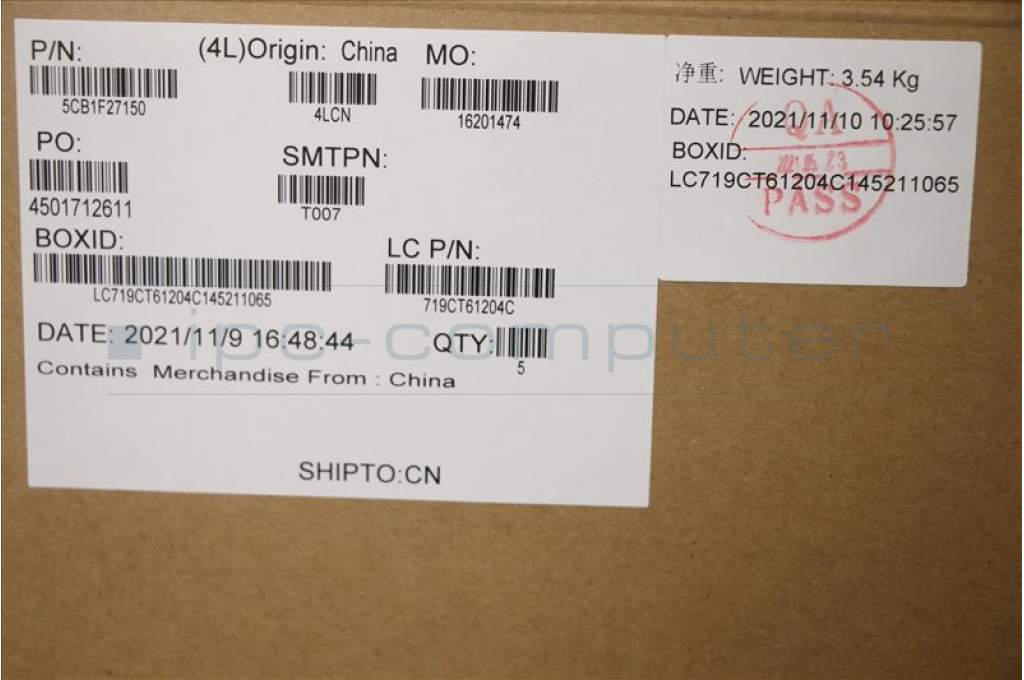 P/N: (4L)Origin: China MO:
5CB1F27150 4LCN 16201474
PO: SMTPN:
4501712611 T007
BOXID: LC P/N:
LC719CT61204C145211065 719CT61204C
DATE: 2021/11/9 16:48:44 QTY:
5
Contains Merchandise From : China
SHIPTO:CN
净重: WEIGHT: 3.54 Kg
DATE: 2021/11/10 10:25:57
BOXID:
LC719CT61204C145211065
QA
PASS
ipc-computer